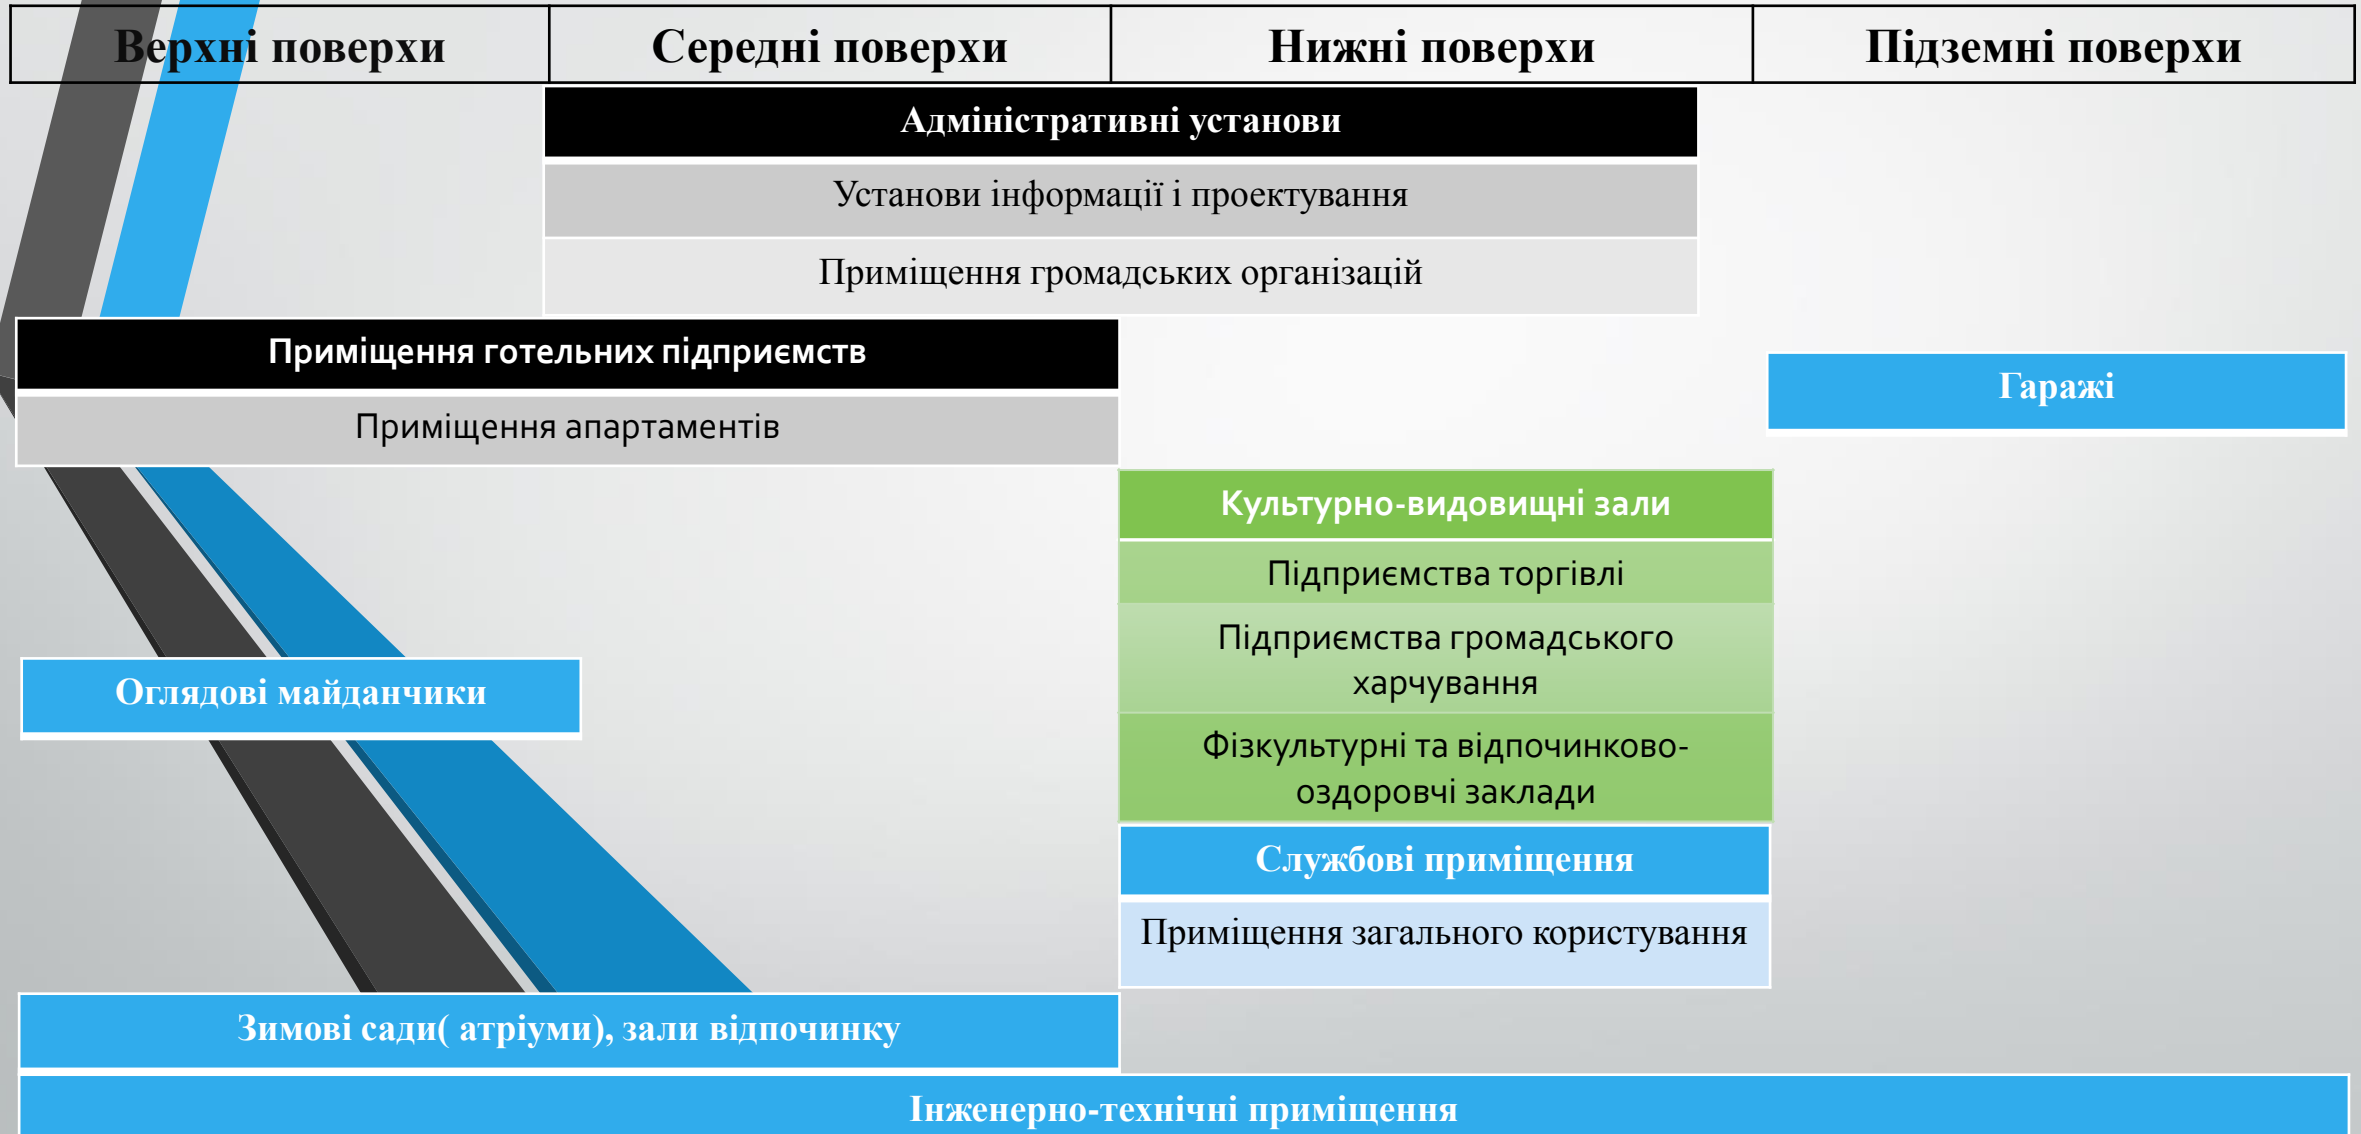 Верхні поверхи
Середні поверхи
Нижні поверхи
Підземні поверхи
Адміністративні установи
Установи інформації і проектування
Приміщення громадських організацій
Приміщення готельних підприємств
Приміщення апартаментів
Гаражі
Культурно-видовищні зали
Підприємства торгівлі
Підприємства громадського
харчування
Фізкультурні та відпочинково-
оздоровчі заклади
Оглядові майданчики
Службові приміщення
Приміщення загального користування
Зимові сади( атріуми), зали відпочинку
Інженерно-технічні приміщення